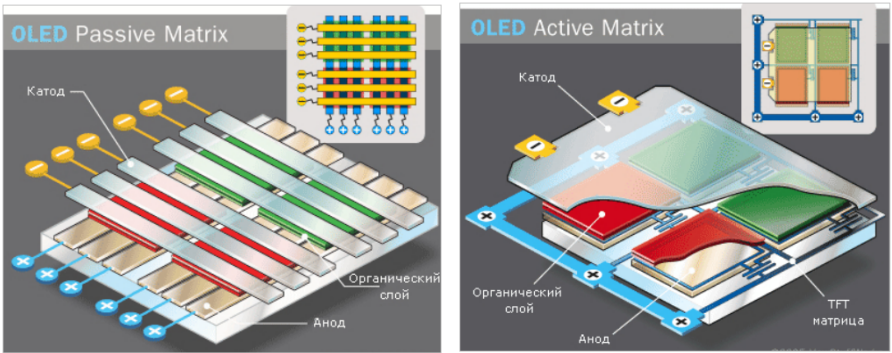 OLED Passive Matrix
Катод
Органический
слой
Анод
OLED Active Matrix
Катод
Органический
слой
Анод
TFT
матрица